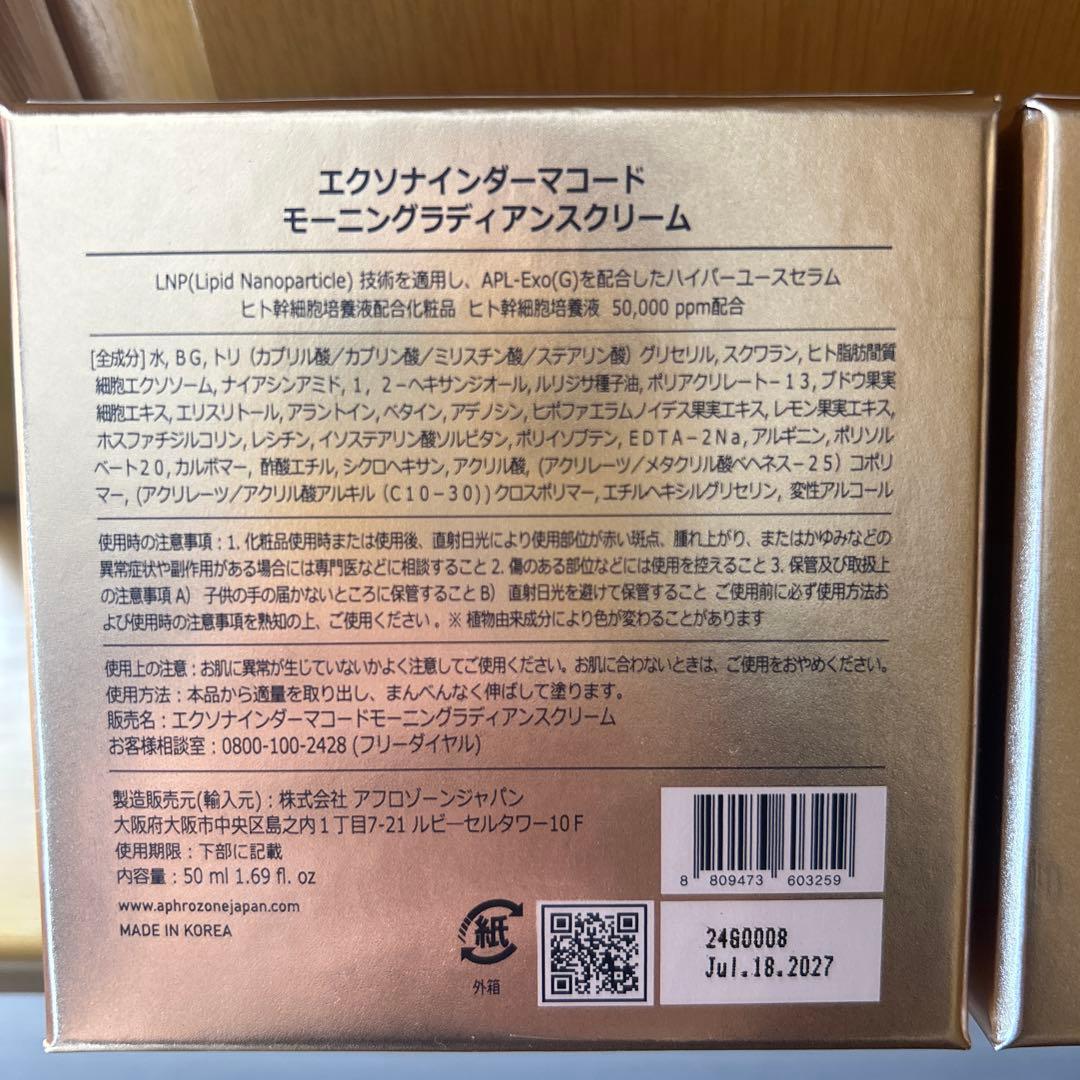 エクソナインダーマコード
モーニングラディアンスクリーム
LNP(Lipid Nanoparticle) 技術を適用し、APL-Exo(G)を配合したハイパーユースセラム
ヒト幹細胞培養液配合化粧品 ヒト幹細胞培養液 50,000 ppm配合
[全成分] 水, BG, トリ（カプリル酸／カプリン酸／ミリスチン酸／ステアリン酸）グリセリル, スクワラン, ヒト脂肪間質
細胞エクソソーム, ナイアシンアミド, 1，2－ヘキサンジオール, ルリジサ種子油, ポリアクリレート－13, ブドウ果実
細胞エキス, エリスリトール, アラントイン, ベタイン, アデノシン, ヒポファエラムノイデス果実エキス, レモン果実エキス,
ホスファチジルコリン, レシチン, イソステアリン酸ソルビタン, ポリイソブテン, EDTA－2Na, アルギニン, ポリソル
ベート20, カルボマー, 酢酸エチル, シクロヘキサン, アクリル酸, (アクリレーツ／メタクリル酸ベヘネス－25）コポリ
マー, (アクリレーツ／アクリル酸アルキル（C10－30))クロスポリマー, エチルヘキシルグリセリン, 変性アルコール
使用時の注意事項：1. 化粧品使用時または使用後、直射日光により使用部位が赤い斑点、腫れ上がり、またはかゆみなどの
異常症状や副作用がある場合には専門医などに相談すること 2. 傷のある部位などには使用を控えること 3. 保管及び取扱上
の注意事項 A） 子供の手の届かないところに保管すること B） 直射日光を避けて保管すること ご使用前に必ず使用方法お
よび使用時の注意事項を熟知の上、ご使用ください。※ 植物由来成分により色が変わることがあります
使用上の注意：お肌に異常が生じていないかよく注意してご使用ください。お肌に合わないときは、ご使用をおやめください。
使用方法：本品から適量を取り出し、まんべんなく伸ばして塗ります。
販売名：エクソナインダーマコードモーニングラディアンスクリーム
お客様相談室：0800-100-2428 (フリーダイヤル)
製造販売元(輸入元)：株式会社 アフロゾーンジャパン
大阪府大阪市中央区島之内1丁目7-21 ルビーセルタワー10F
使用期限：下部に記載
内容量：50 ml 1.69 fl. oz
www.aphrozonejapan.com
MADE IN KOREA
紙
外箱
8 809473 603259
24G0008
Jul.18.2027